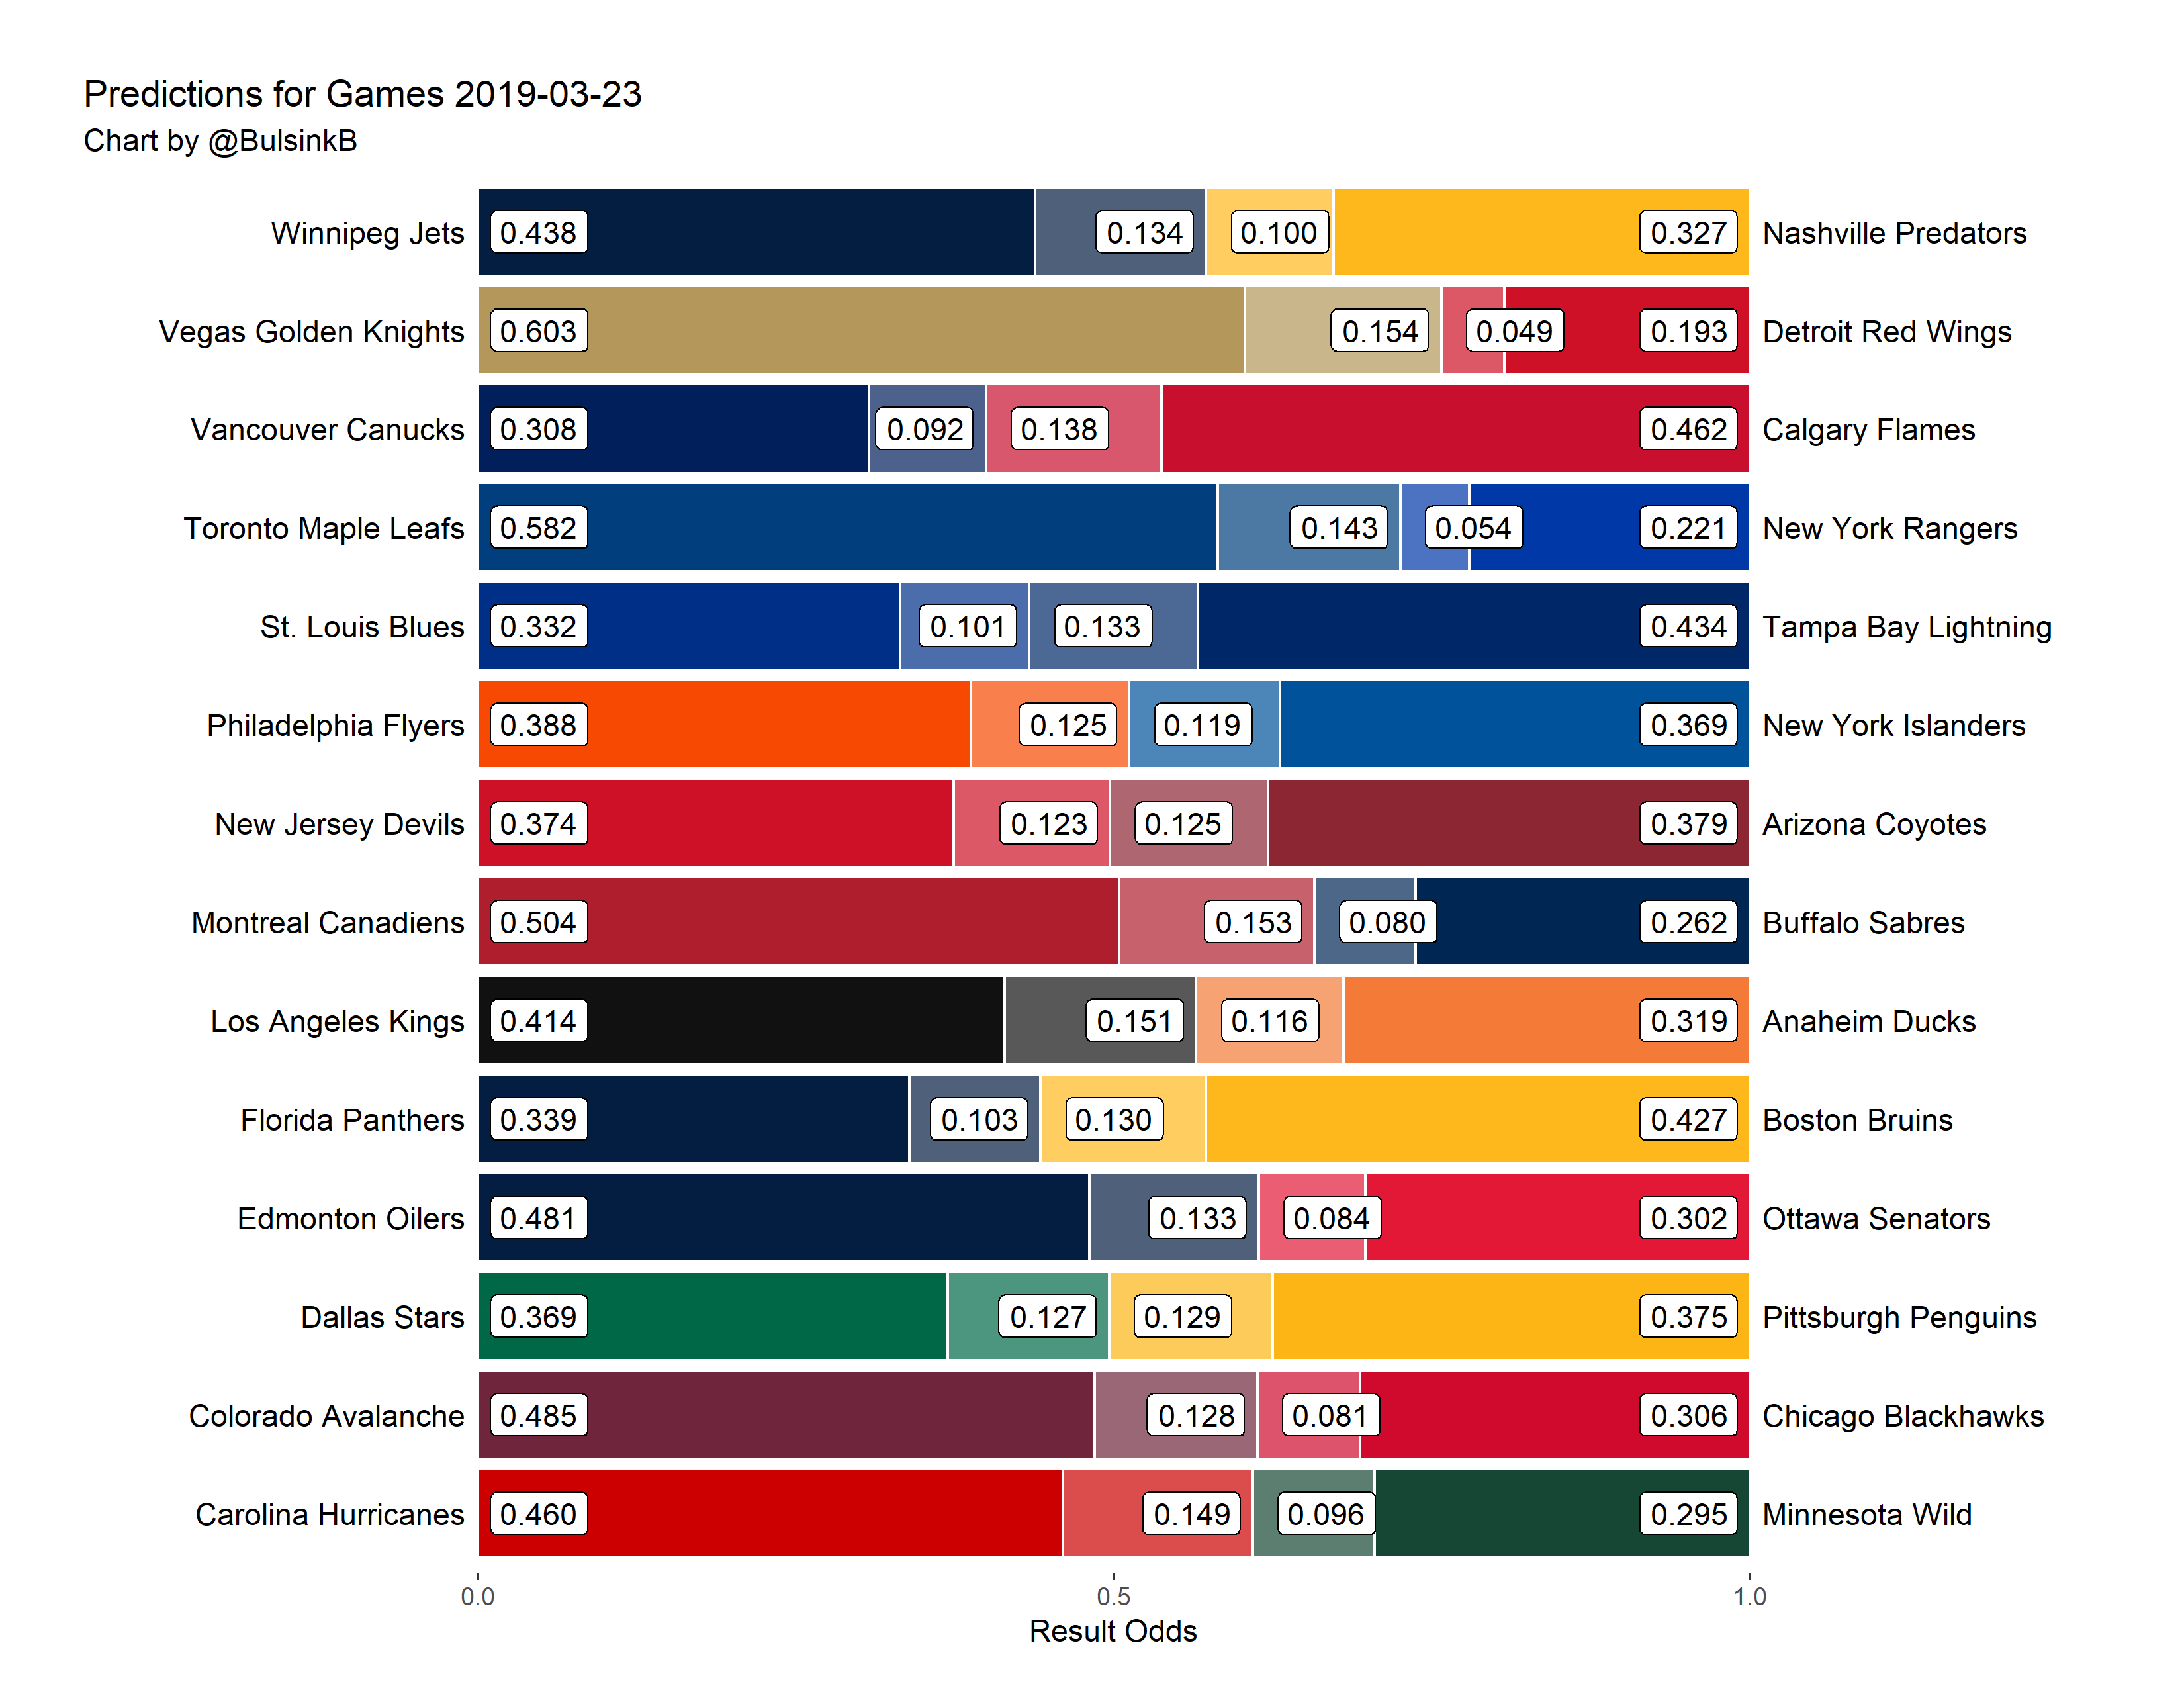 Predictions for Games 2019-03-23
Chart by @BulsinkB
Winnipeg Jets 0.438 0.134 0.100 0.327 Nashville Predators
Vegas Golden Knights 0.603 0.154 0.049 0.193 Detroit Red Wings
Vancouver Canucks 0.308 0.092 0.138 0.462 Calgary Flames
Toronto Maple Leafs 0.582 0.143 0.054 0.221 New York Rangers
St. Louis Blues 0.332 0.101 0.133 0.434 Tampa Bay Lightning
Philadelphia Flyers 0.388 0.125 0.119 0.369 New York Islanders
New Jersey Devils 0.374 0.123 0.125 0.379 Arizona Coyotes
Montreal Canadiens 0.504 0.153 0.080 0.262 Buffalo Sabres
Los Angeles Kings 0.414 0.151 0.116 0.319 Anaheim Ducks
Florida Panthers 0.339 0.103 0.130 0.427 Boston Bruins
Edmonton Oilers 0.481 0.133 0.084 0.302 Ottawa Senators
Dallas Stars 0.369 0.127 0.129 0.375 Pittsburgh Penguins
Colorado Avalanche 0.485 0.128 0.081 0.306 Chicago Blackhawks
Carolina Hurricanes 0.460 0.149 0.096 0.295 Minnesota Wild
0.0 0.5 1.0
Result Odds